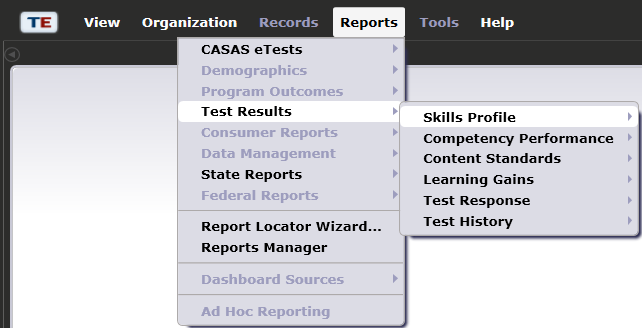 TE View Organization Records Reports Tools Help
CASAS eTests
Demographics
Program Outcomes
Test Results
Consumer Reports
Data Management
State Reports
Federal Reports
Report Locator Wizard...
Reports Manager
Dashboard Sources
Ad Hoc Reporting
Skills Profile
Competency Performance
Content Standards
Learning Gains
Test Response
Test History